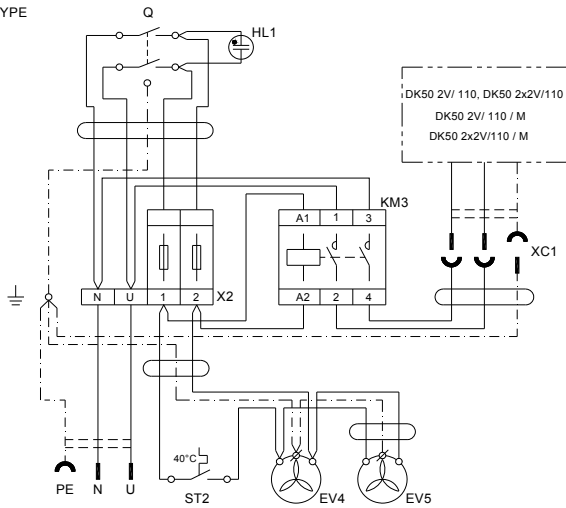 YPE
Q
HL1
DK50 2V/ 110, DK50 2x2V/110
DK50 2V/ 110 / M
DK50 2x2V/110 / M
KM3
A1 1 3
XC1
N U 1 2 X2
A2 2 4
40°C
PE N U
ST2
EV4
EV5